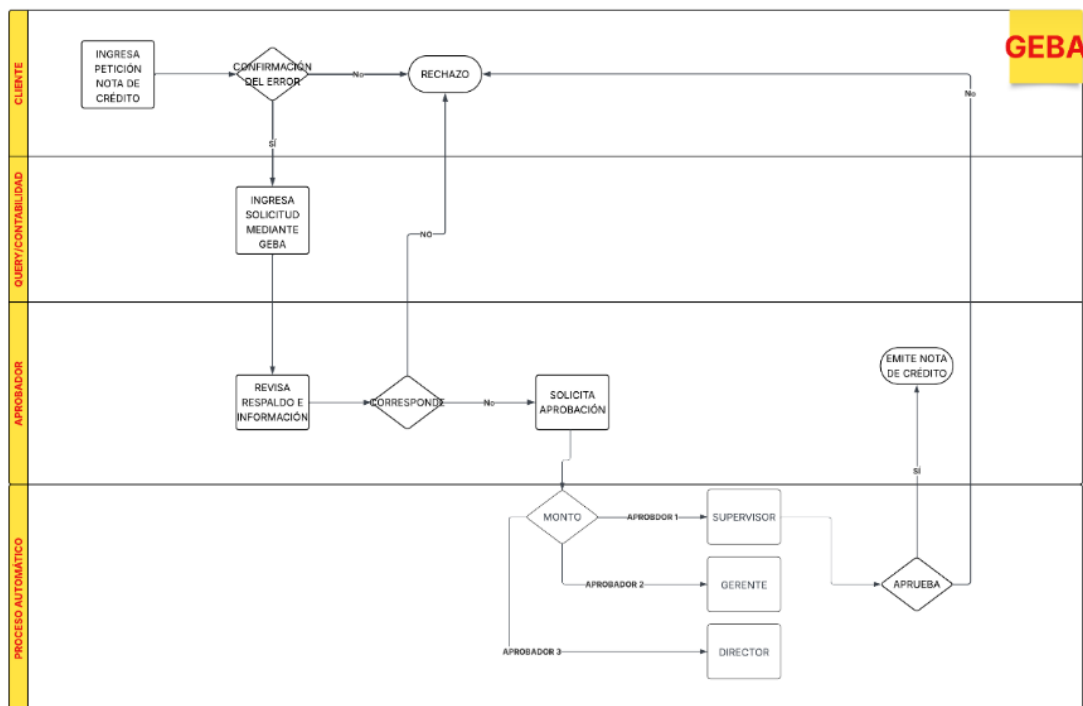 GEBA
CLIENTE
INGRESA
PETICIÓN
NOTA DE
CRÉDITO
CONFIRMACIÓN
DEL ERROR
No
RECHAZO
No
SÍ
QUERY/CONTABILIDAD
INGRESA
SOLICITUD
MEDIANTE
GEBA
NO
APROBADOR
REVISA
RESPALDO E
INFORMACIÓN
CORRESPONDE
No
SOLICITA
APROBACIÓN
EMITE NOTA
DE CRÉDITO
SÍ
PROCESO AUTOMÁTICO
MONTO
APROBDOR 1
SUPERVISOR
APROBADOR 2
GERENTE
APRUEBA
APROBADOR 3
DIRECTOR